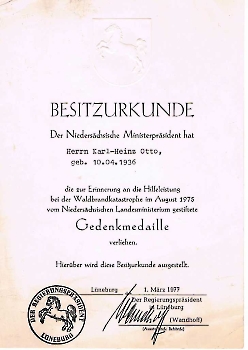 BESITZURKUNDE
Der Niedersächsische Ministerpräsident hat
Herrn Karl-Heinz Otto,
geb. 10.04.1936
die zur Erinnerung an die Hilfeleistung
bei der Waldbrandkatastrophe im August 1975
vom Niedersächsischen Landesministerium gestiftete
Gedenkmedaille
verliehen.
Hierüber wird diese Besitzurkunde ausgestellt.
Lüneburg, 1. März 1977
Der Regierungspräsident
Lüneburg
(Wandhoff)
DER REGIERUNGSPRÄSIDENT
LÜNEBURG